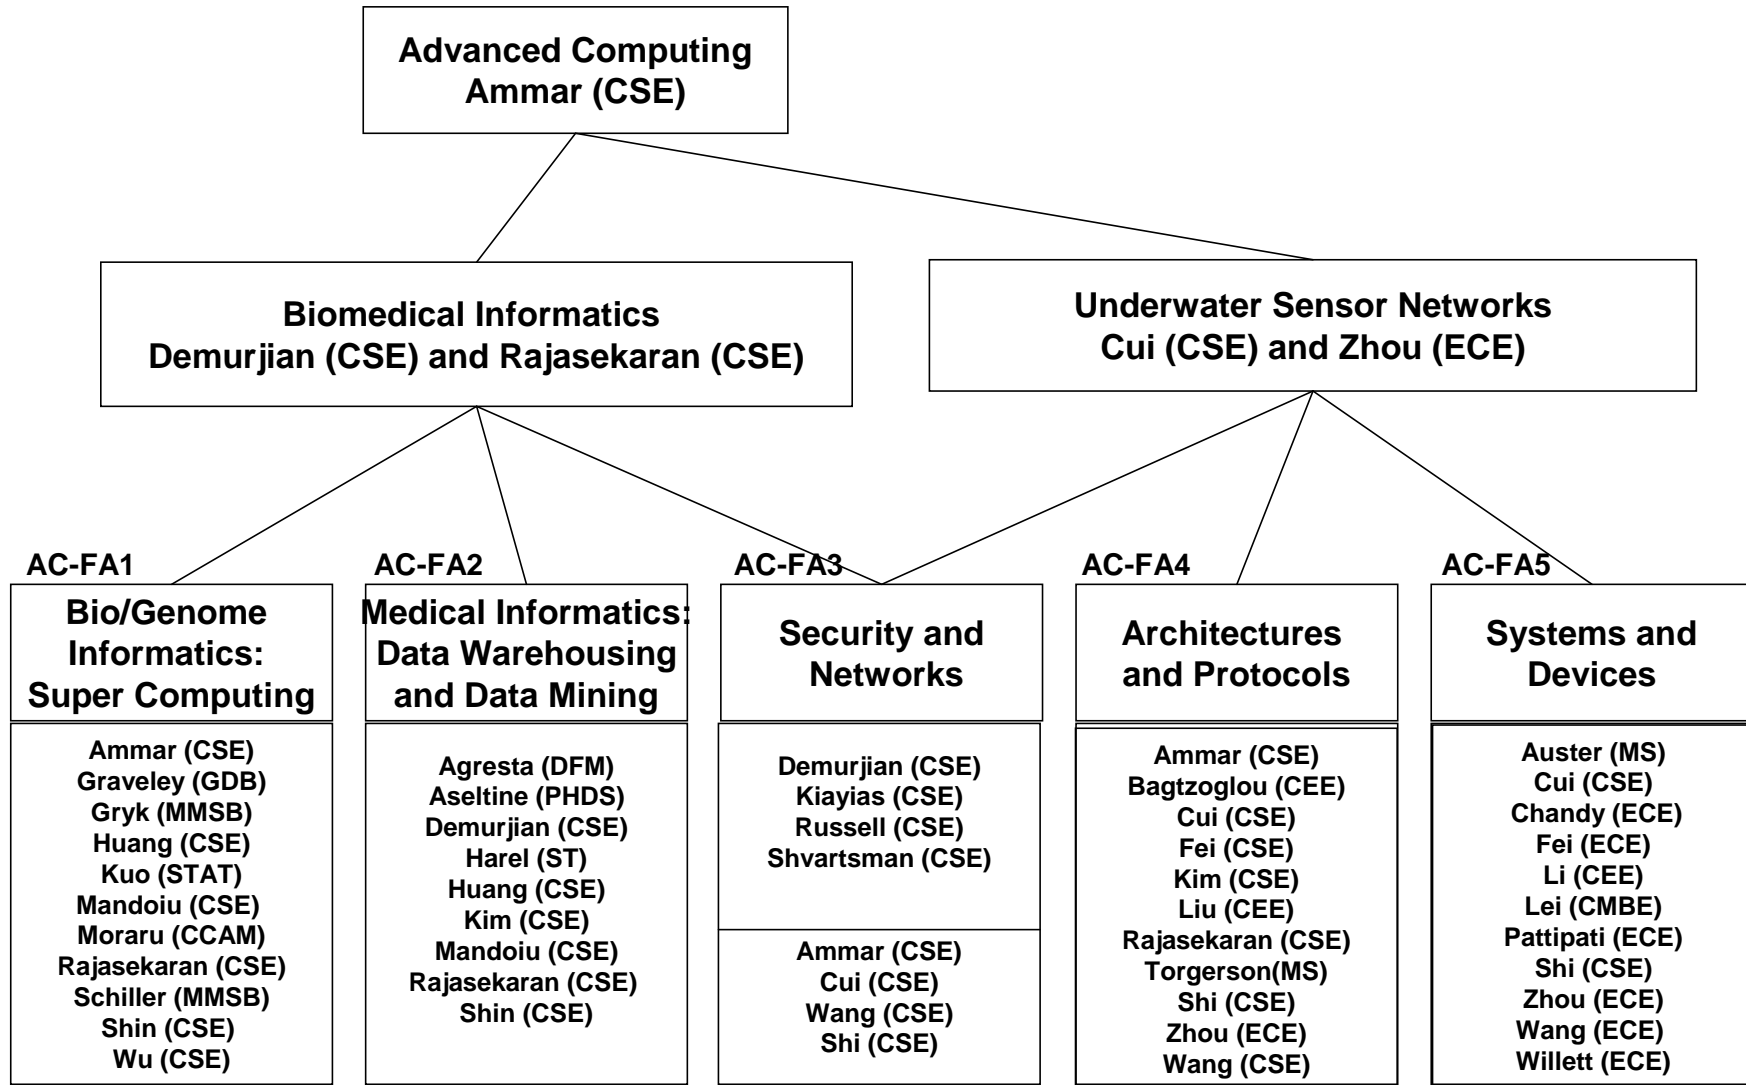 Advanced Computing
Ammar (CSE)
Biomedical Informatics
Demurjian (CSE) and Rajasekaran (CSE)
Underwater Sensor Networks
Cui (CSE) and Zhou (ECE)
AC-FA1
Bio/Genome
Informatics:
Super Computing
Ammar (CSE)
Graveley (GDB)
Gryk (MMSB)
Huang (CSE)
Kuo (STAT)
Mandoiu (CSE)
Moraru (CCAM)
Rajasekaran (CSE)
Schiller (MMSB)
Shin (CSE)
Wu (CSE)
AC-FA2
Medical Informatics:
Data Warehousing
and Data Mining
Agresta (DFM)
Aseltine (PHDS)
Demurjian (CSE)
Harel (ST)
Huang (CSE)
Kim (CSE)
Mandoiu (CSE)
Rajasekaran (CSE)
Shin (CSE)
AC-FA3
Security and
Networks
Demurjian (CSE)
Kiayias (CSE)
Russell (CSE)
Shvartsman (CSE)
Ammar (CSE)
Cui (CSE)
Wang (CSE)
Shi (CSE)
AC-FA4
Architectures
and Protocols
Ammar (CSE)
Bagtzoglou (CEE)
Cui (CSE)
Fei (CSE)
Kim (CSE)
Liu (CEE)
Rajasekaran (CSE)
Torgerson(MS)
Shi (CSE)
Zhou (ECE)
Wang (CSE)
AC-FA5
Systems and
Devices
Auster (MS)
Cui (CSE)
Chandy (ECE)
Fei (ECE)
Li (CEE)
Lei (CMBE)
Pattipati (ECE)
Shi (CSE)
Zhou (ECE)
Wang (ECE)
Willett (ECE)